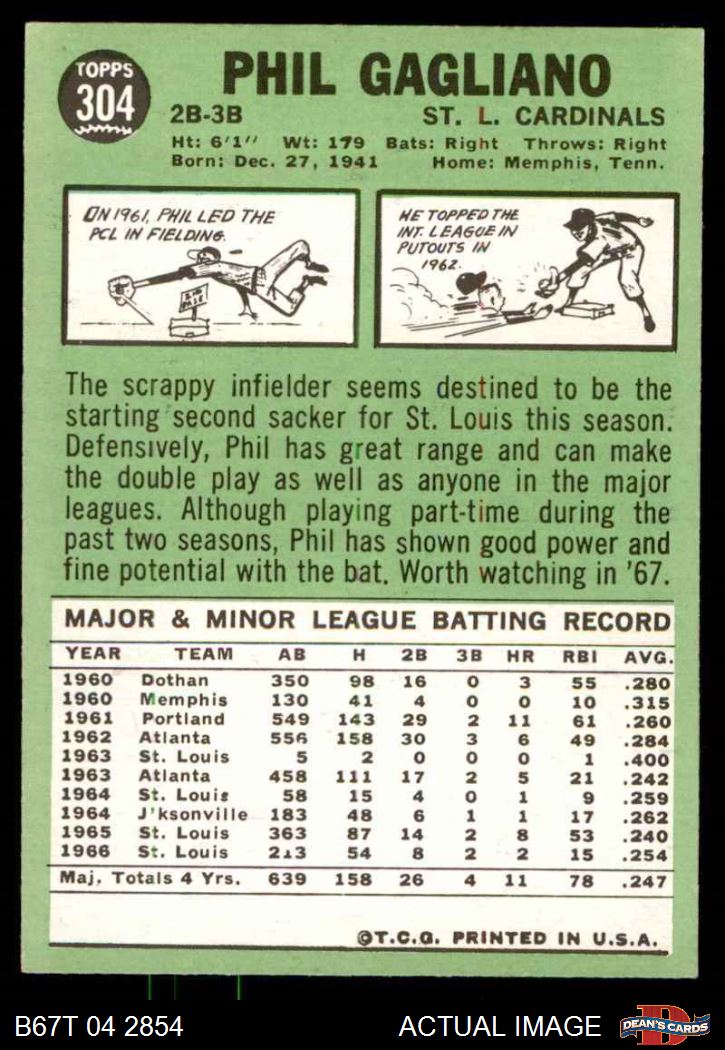 TOPPS
304
PHIL GAGLIANO
2B-3B ST. L. CARDINALS
Ht: 6'1" Wt: 179 Bats: Right Throws: Right
Born: Dec. 27, 1941 Home: Memphis, Tenn.
IN 1961, PHIL LED THE
PCL IN FIELDING.
HE TOPPED THE
INT. LEAGUE IN
PUTOUTS IN
1962.
The scrappy infielder seems destined to be the
starting second sacker for St. Louis this season.
Defensively, Phil has great range and can make
the double play as well as anyone in the major
leagues. Although playing part-time during the
past two seasons, Phil has shown good power and
fine potential with the bat. Worth watching in '67.
MAJOR & MINOR LEAGUE BATTING RECORD
YEAR TEAM AB H 2B 3B HR RBI AVG.
1960 Dothan 350 98 16 0 3 55 .280
1960 Memphis 130 41 4 0 0 10 .315
1961 Portland 549 143 29 2 11 61 .260
1962 Atlanta 556 158 30 3 6 49 .284
1963 St. Louis 5 2 0 0 0 1 .400
1963 Atlanta 458 111 17 2 5 21 .242
1964 St. Louis 58 15 4 0 1 9 .259
1964 J'ksonville 183 48 6 1 1 17 .262
1965 St. Louis 363 87 14 2 8 53 .240
1966 St. Louis 213 54 8 2 2 15 .254
Maj. Totals 4 Yrs. 639 158 26 4 11 78 .247
©T.C.G. PRINTED IN U.S.A.
B67T 04 2854 ACTUAL IMAGE DEAN'S CARDS